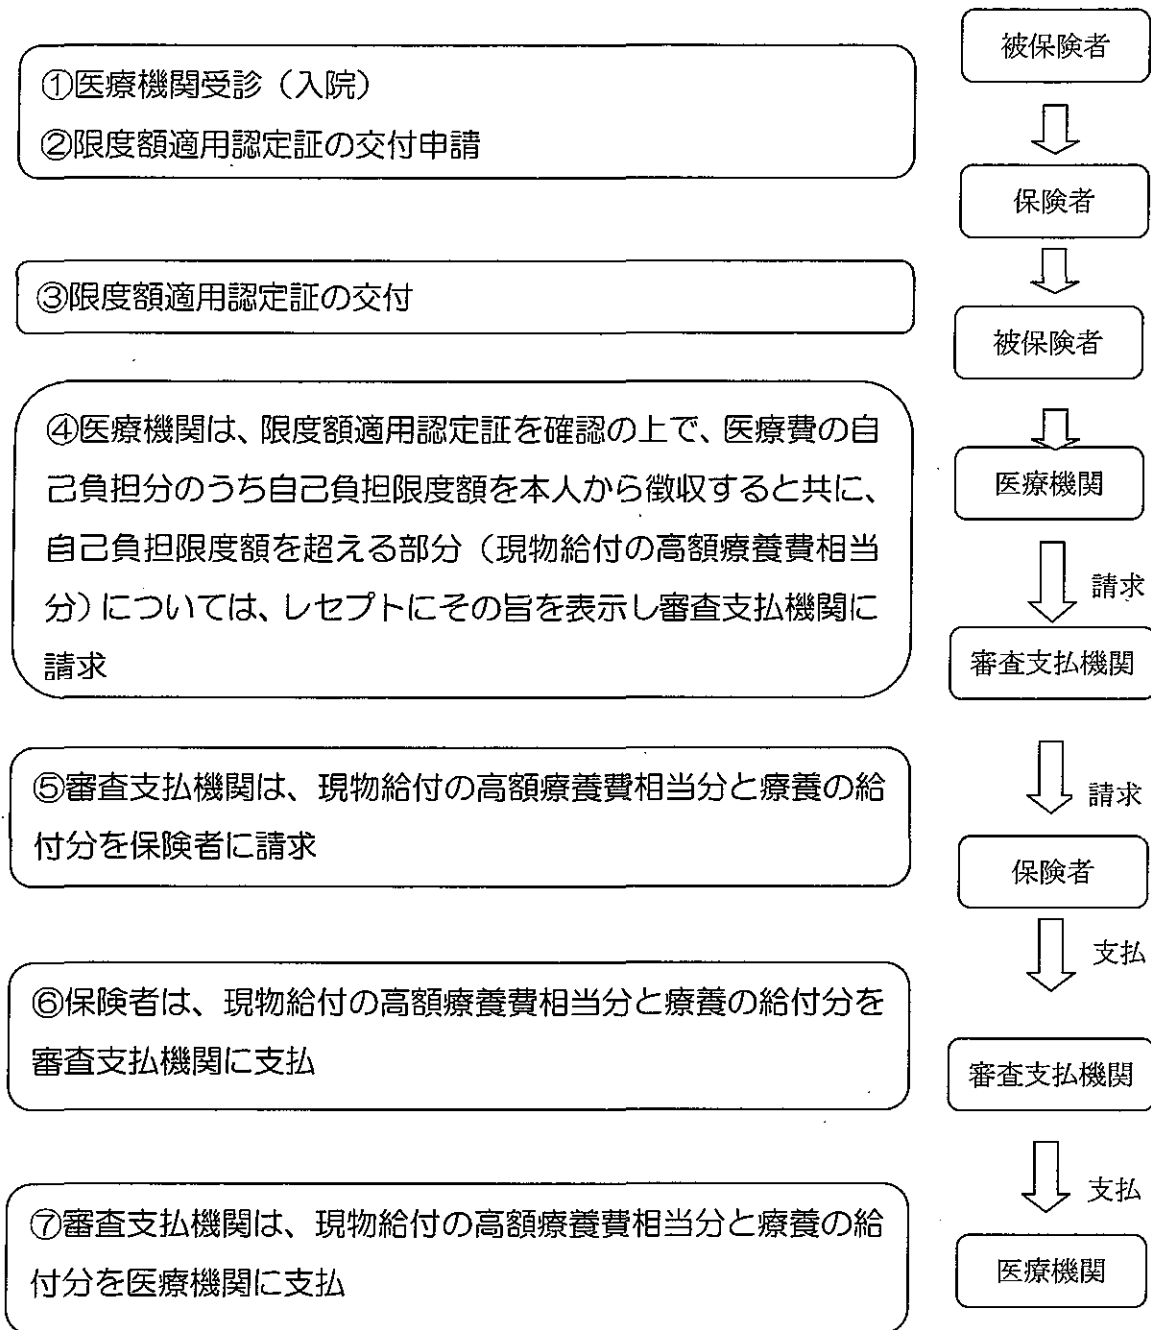 ①医療機関受診（入院）
②限度額適用認定証の交付申請
③限度額適用認定証の交付
④医療機関は、限度額適用認定証を確認の上で、医療費の自
己負担分のうち自己負担限度額を本人から徴収すると共に、
自己負担限度額を超える部分（現物給付の高額療養費相当
分）については、レセプトにその旨を表示し審査支払機関に
請求
⑤審査支払機関は、現物給付の高額療養費相当分と療養の給
付分を保険者に請求
⑥保険者は、現物給付の高額療養費相当分と療養の給付分を
審査支払機関に支払
⑦審査支払機関は、現物給付の高額療養費相当分と療養の給
付分を医療機関に支払
被保険者
保険者
被保険者
医療機関
請求
審査支払機関
請求
保険者
支払
審査支払機関
支払
医療機関